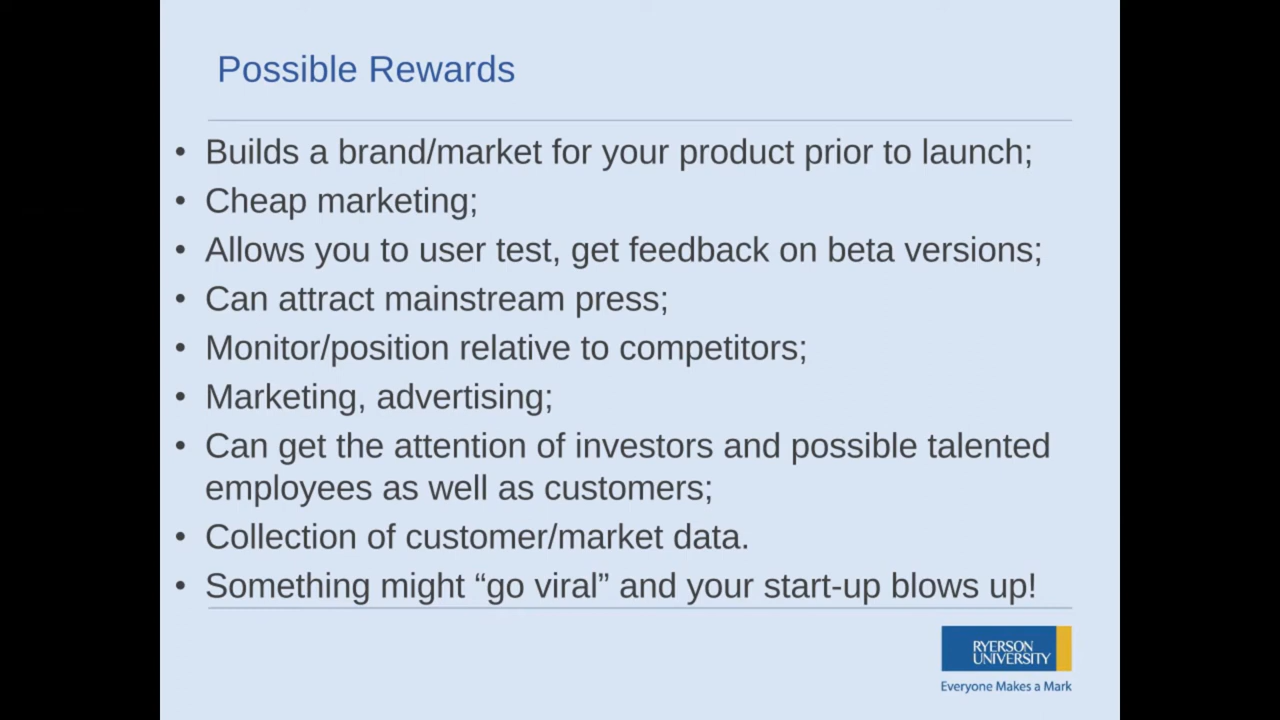 Possible Rewards
• Builds a brand/market for your product prior to launch;
• Cheap marketing;
• Allows you to user test, get feedback on beta versions;
• Can attract mainstream press;
• Monitor/position relative to competitors;
• Marketing, advertising;
• Can get the attention of investors and possible talented
employees as well as customers;
• Collection of customer/market data.
• Something might “go viral” and your start-up blows up!
RYERSON
UNIVERSITY
Everyone Makes a Mark